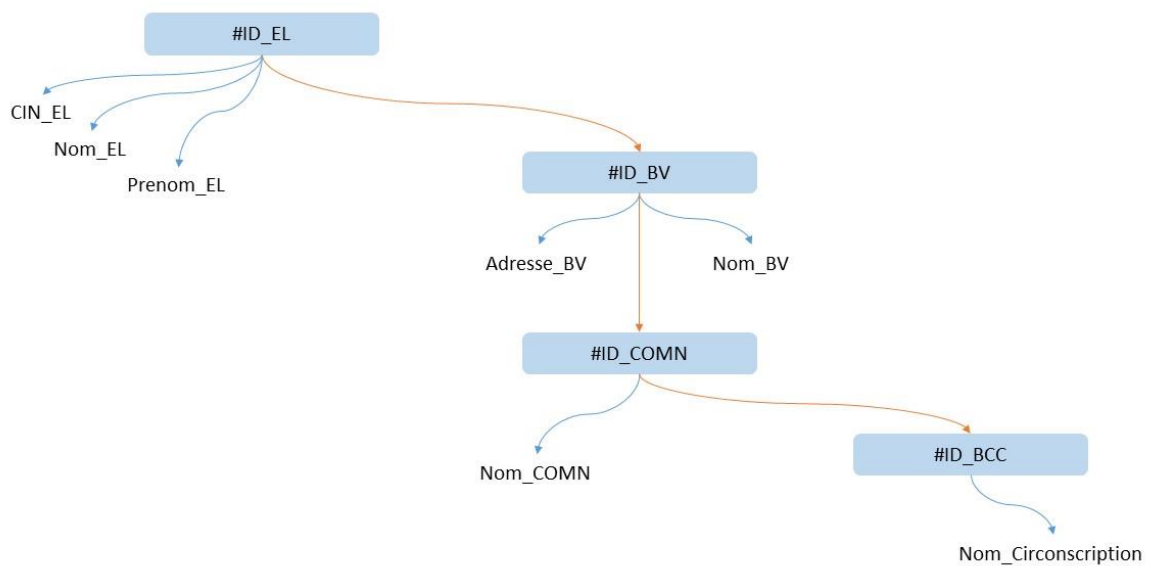 #ID_EL
CIN_EL
Nom_EL
Prenom_EL
#ID_BV
Adresse_BV
Nom_BV
#ID_COMN
Nom_COMN
#ID_BCC
Nom_Circonscription